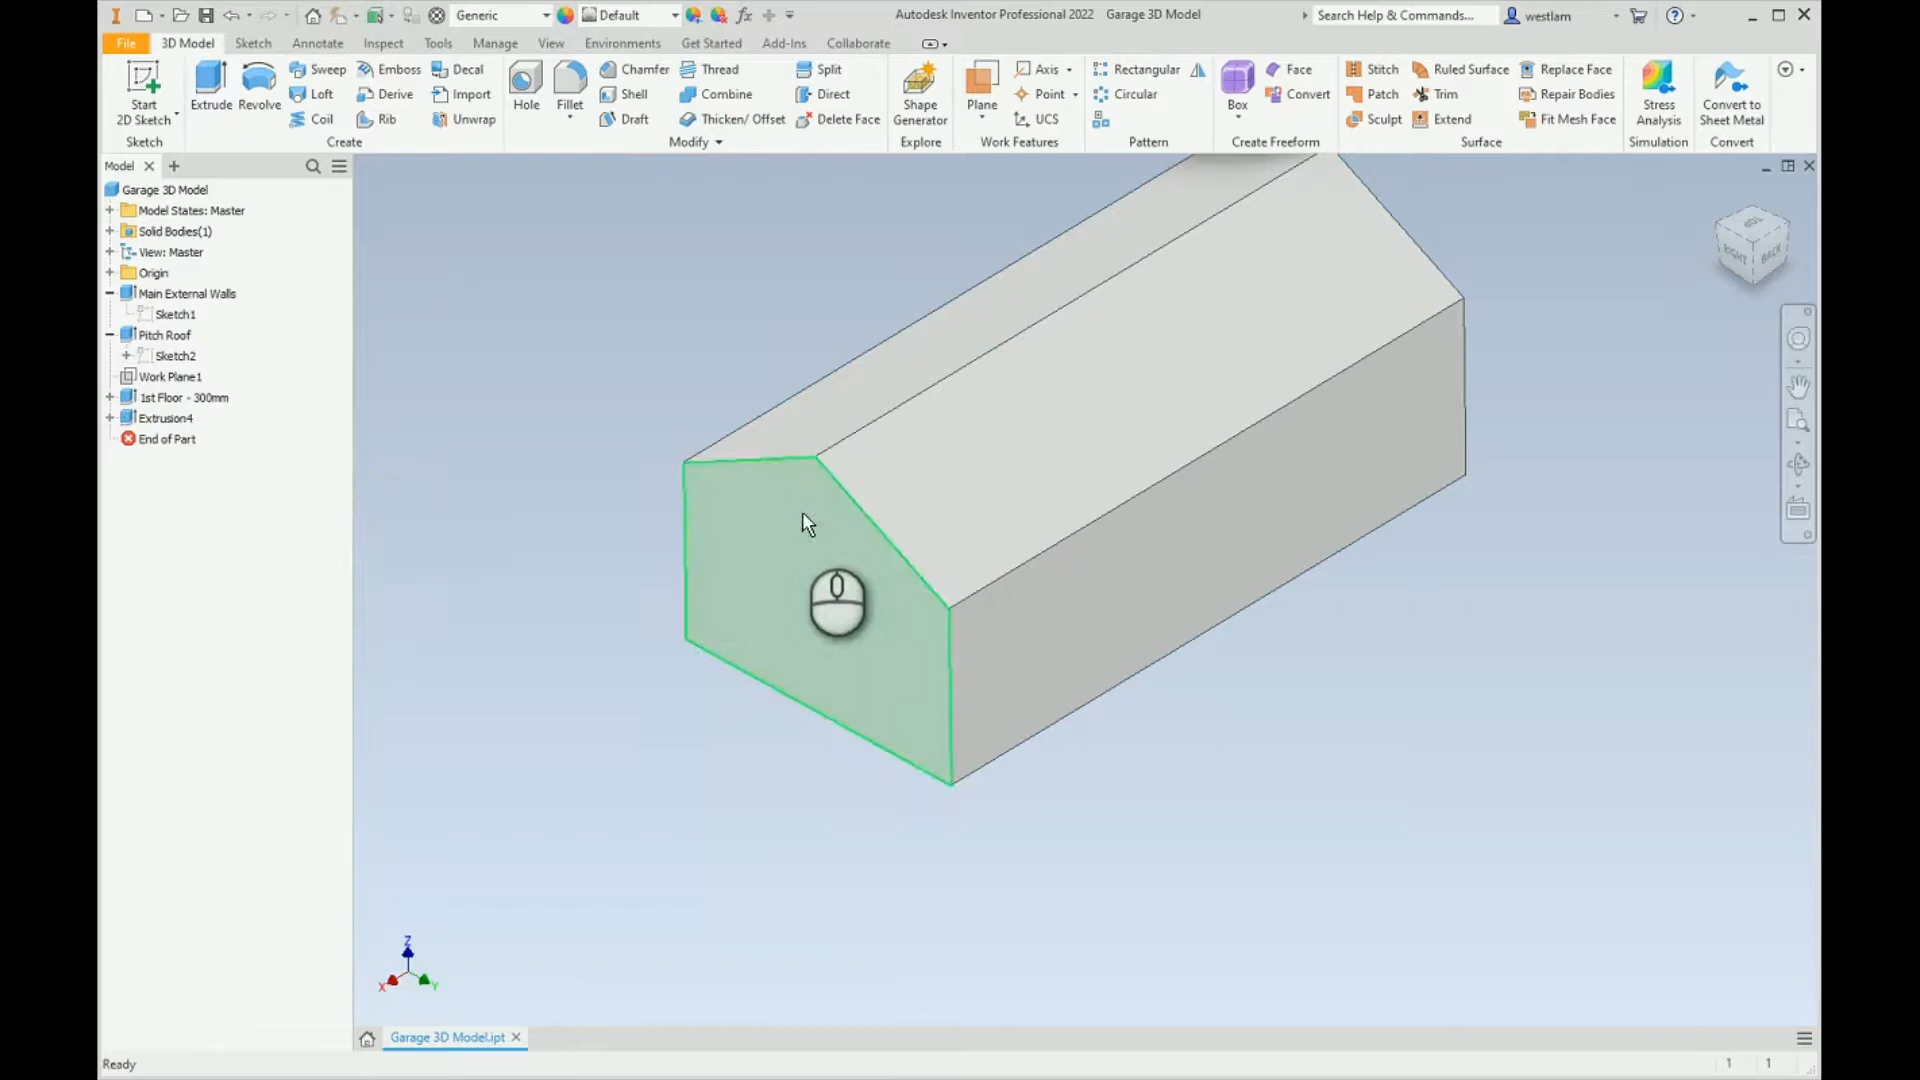 Generic
Default
fx
Autodesk Inventor Professional 2022 Garage 3D Model
Search Help & Commands...
westlam
File 3D Model Sketch Annotate Inspect Tools Manage View Environments Get Started Add-Ins Collaborate
Start
2D Sketch
Sketch
Extrude
Revolve
Sweep
Loft
Coil
Emboss
Derive
Rib
Decal
Import
Unwrap
Create
Hole
Fillet
Chamfer
Shell
Draft
Thread
Combine
Thicken/ Offset
Split
Direct
Delete Face
Modify
Shape
Generator
Explore
Plane
Axis
Point
UCS
Work Features
Rectangular
Circular
Pattern
Box
Face
Convert
Create Freeform
Stitch
Patch
Sculpt
Ruled Surface
Trim
Extend
Replace Face
Repair Bodies
Fit Mesh Face
Surface
Stress
Analysis
Simulation
Convert to
Sheet Metal
Convert
Model
Garage 3D Model
Model States: Master
Solid Bodies(1)
View: Master
Origin
Main External Walls
Sketch1
Pitch Roof
Sketch2
Work Plane1
1st Floor - 300mm
Extrusion4
End of Part
TOP
RIGHT
BACK
Z
X
Y
Garage 3D Model.ipt
Ready
1 1